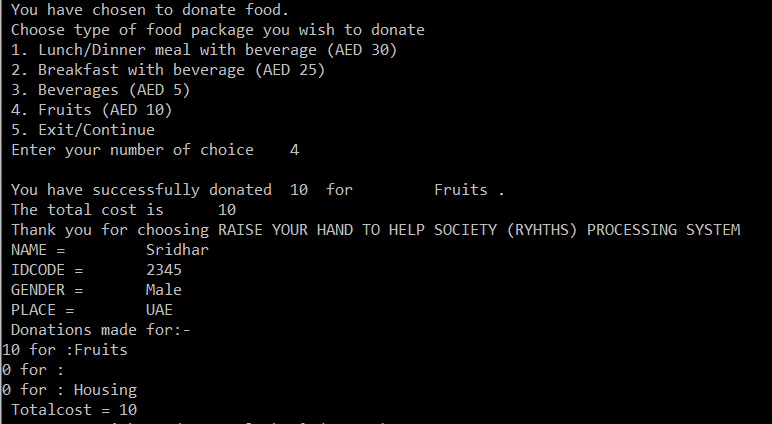 You have chosen to donate food.
Choose type of food package you wish to donate
1. Lunch/Dinner meal with beverage (AED 30)
2. Breakfast with beverage (AED 25)
3. Beverages (AED 5)
4. Fruits (AED 10)
5. Exit/Continue
Enter your number of choice    4
You have successfully donated  10  for         Fruits .
The total cost is      10
Thank you for choosing RAISE YOUR HAND TO HELP SOCIETY (RYHTHS) PROCESSING SYSTEM
NAME =         Sridhar
IDCODE =       2345
GENDER =       Male
PLACE =        UAE
Donations made for:-
10 for :Fruits
0 for :
0 for : Housing
Totalcost = 10